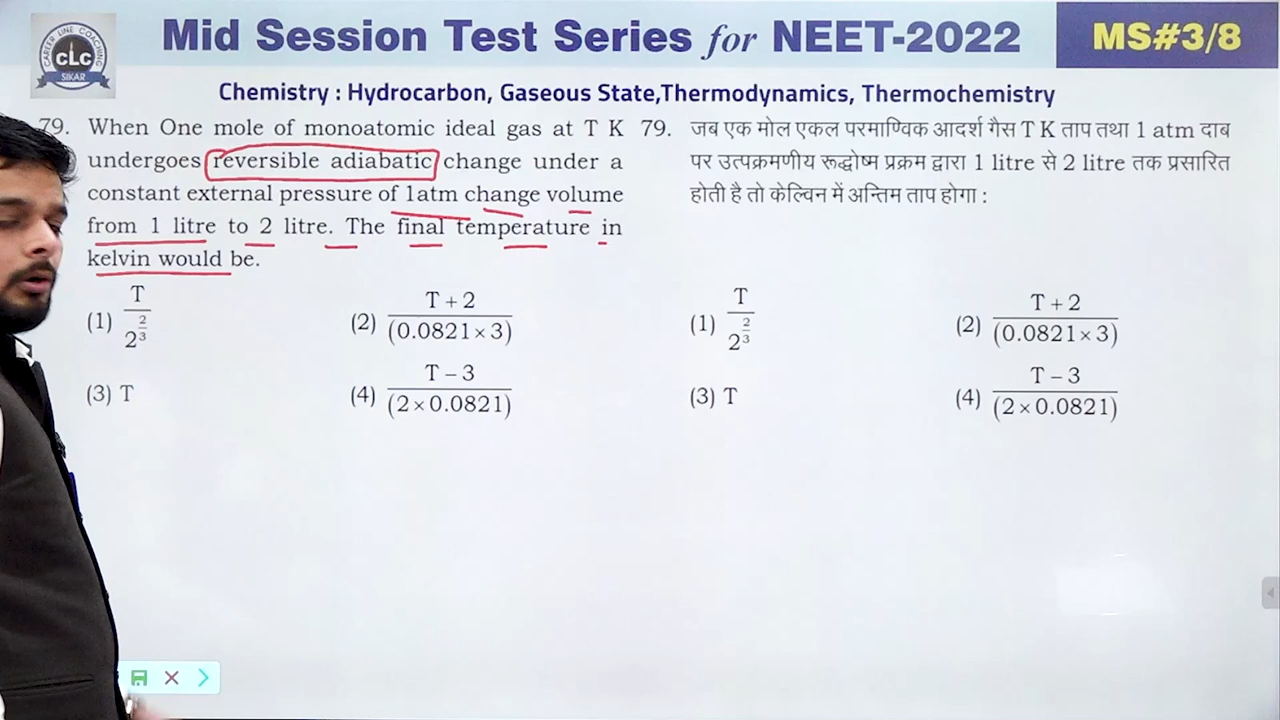 Mid Session Test Series for NEET-2022
MS#3/8
CAREER LINE COACHING
CLC
SIKAR
Chemistry : Hydrocarbon, Gaseous State,Thermodynamics, Thermochemistry
79. When One mole of monoatomic ideal gas at T K
undergoes reversible adiabatic change under a
constant external pressure of 1atm change volume
from 1 litre to 2 litre. The final temperature in
kelvin would be.
(1) T/2^(2/3)
(2) T + 2/(0.0821×3)
(3) T
(4) T – 3/(2×0.0821)
79. जब एक मोल एकल परमाण्विक आदर्श गैस T K ताप तथा 1 atm दाब
पर उत्पक्रमणीय रूद्धोष्म प्रक्रम द्वारा 1 litre से 2 litre तक प्रसारित
होती है तो केल्विन में अन्तिम ताप होगा :
(1) T/2^(2/3)
(2) T + 2/(0.0821×3)
(3) T
(4) T – 3/(2×0.0821)